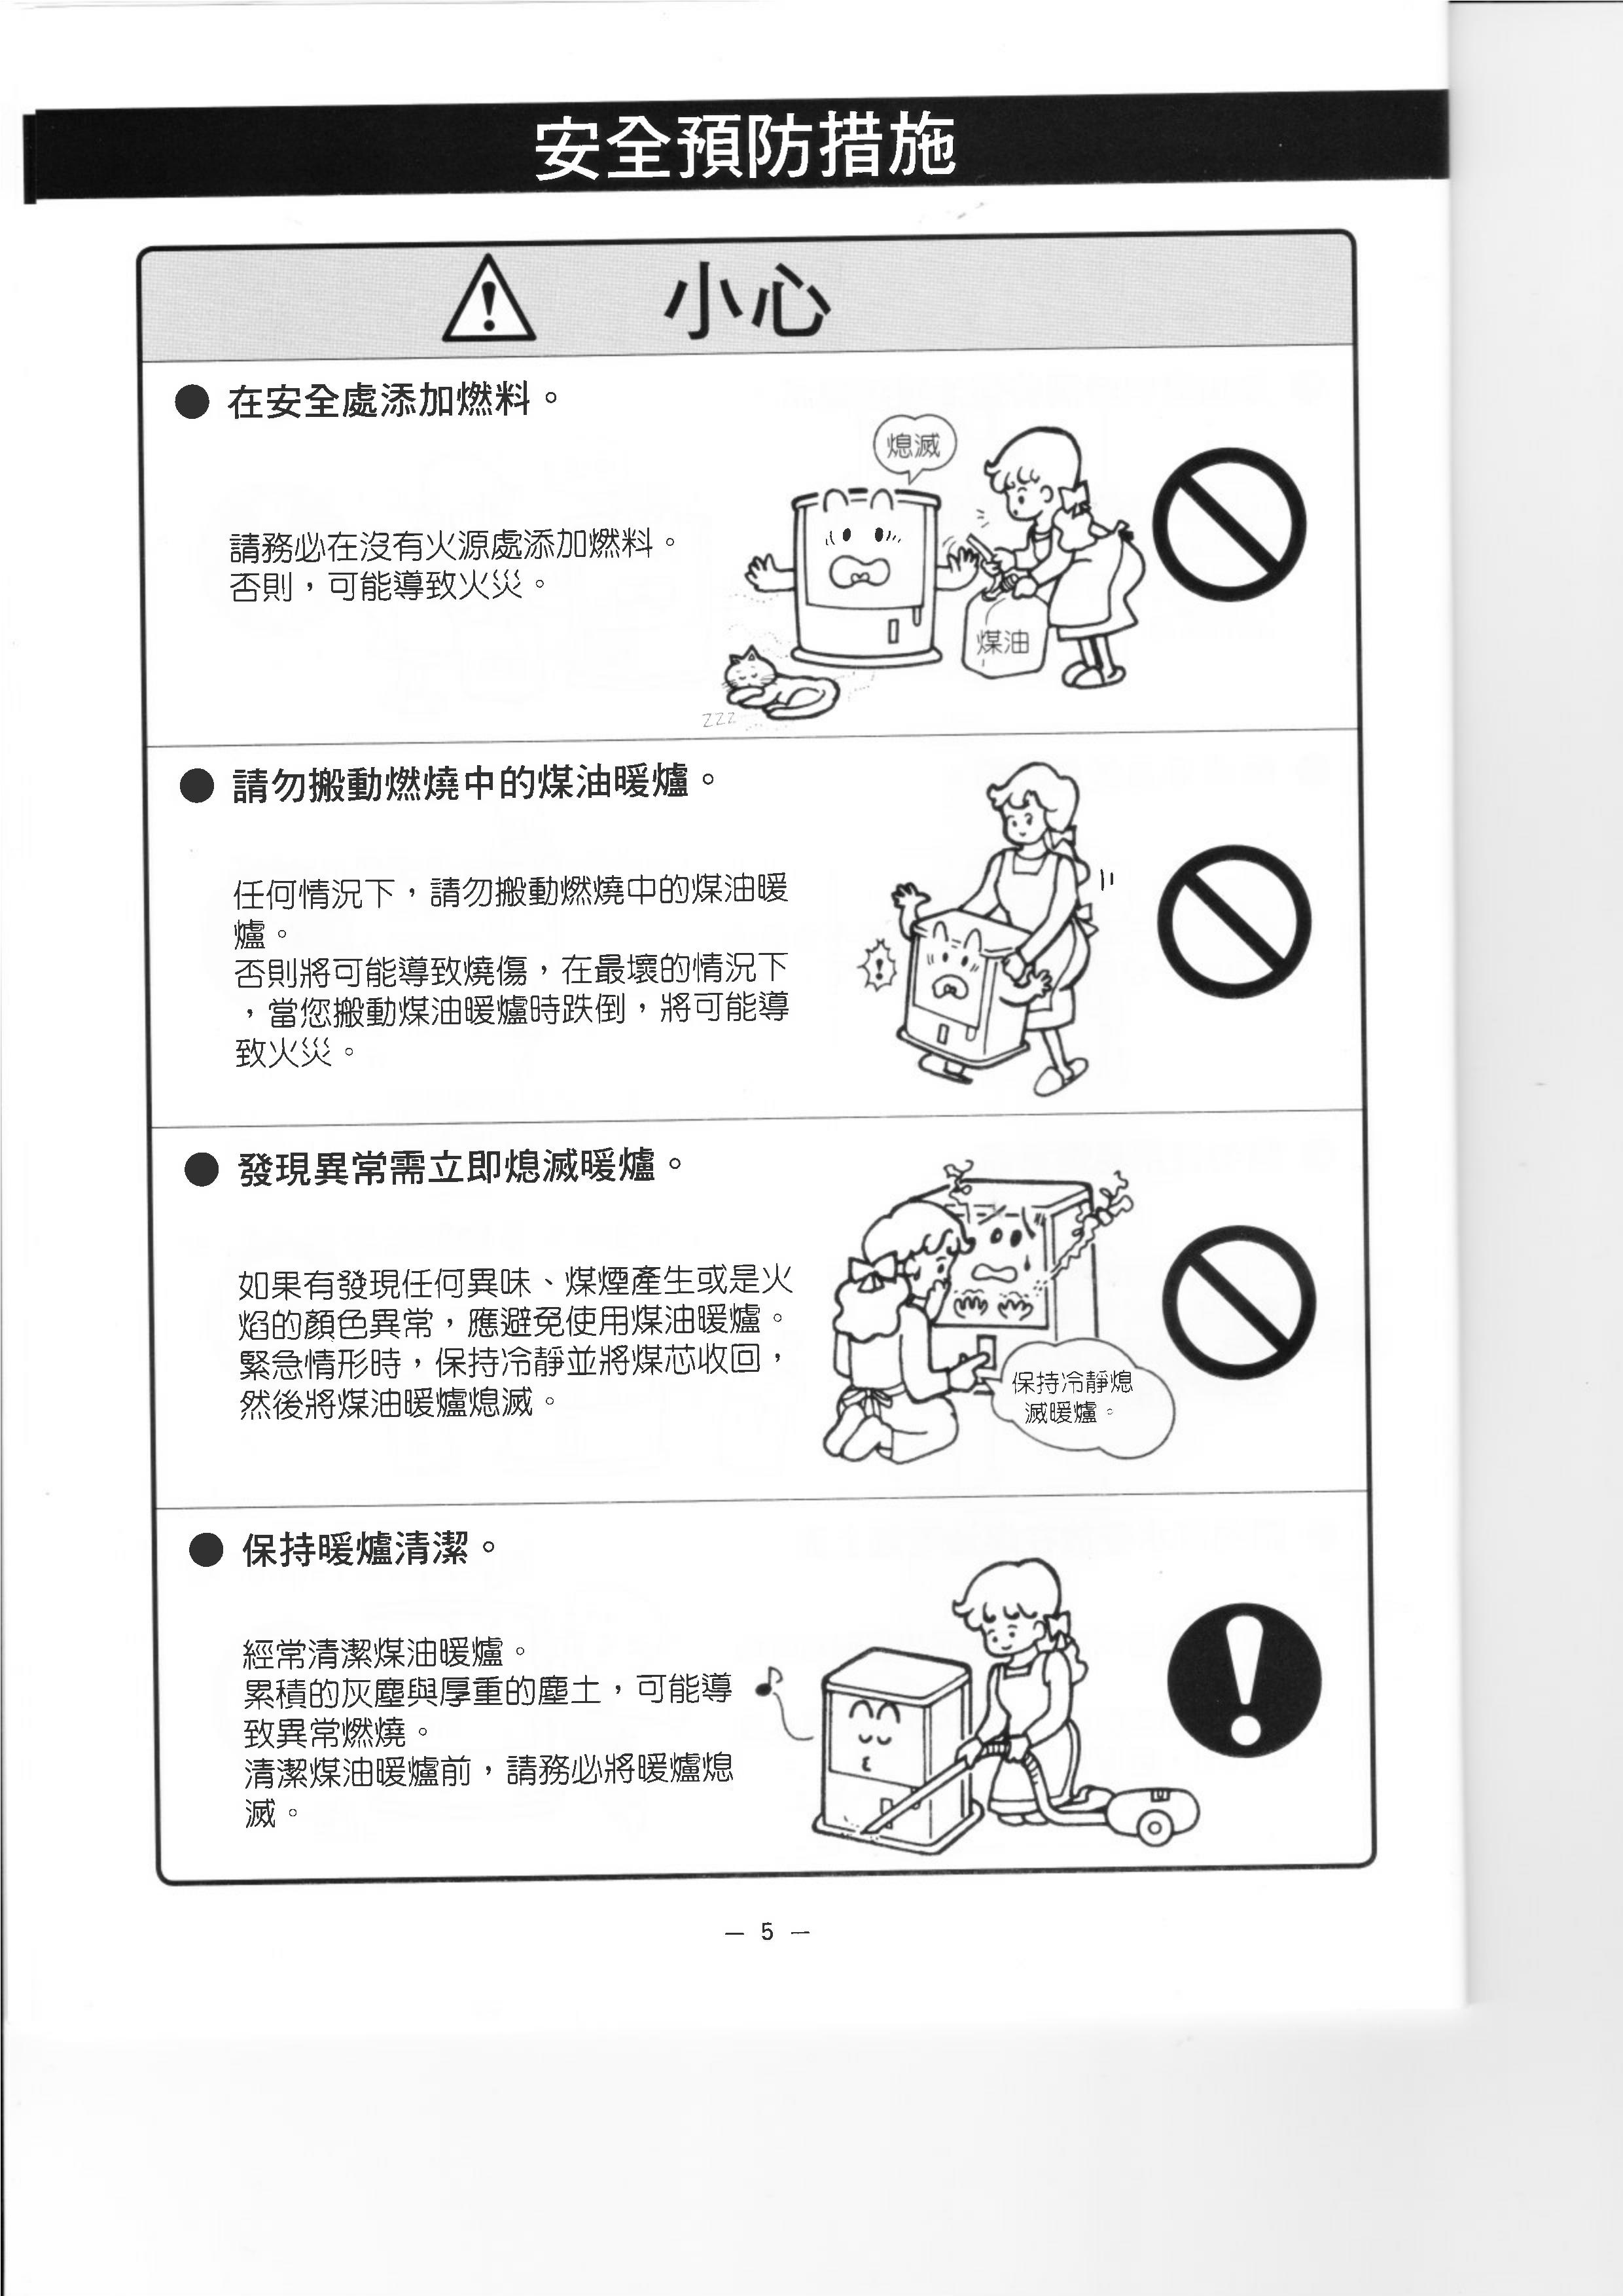 安全預防措施
小心
● 在安全處添加燃料。
熄滅
請務必在沒有火源處添加燃料。
否則，可能導致火災。
煤油
zzz
● 請勿搬動燃燒中的煤油暖爐。
任何情況下，請勿搬動燃燒中的煤油暖
爐。
否則將可能導致燒傷，在最壞的情況下
，當您搬動煤油暖爐時跌倒，將可能導
致火災。
● 發現異常需立即熄滅暖爐。
如果有發現任何異味、煤煙產生或是火
焰的顏色異常，應避免使用煤油暖爐。
緊急情形時，保持冷靜並將煤芯收回，
然後將煤油暖爐熄滅。
保持冷靜熄
滅暖爐。
● 保持暖爐清潔。
經常清潔煤油暖爐。
累積的灰塵與厚重的塵土，可能導
致異常燃燒。
清潔煤油暖爐前，請務必將暖爐熄
滅。
— 5 —